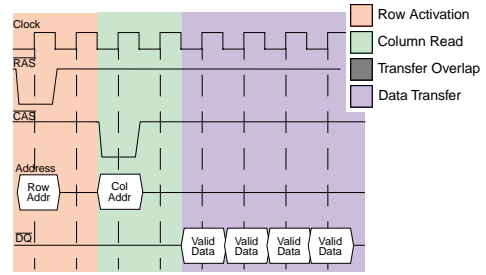 Clock
RAS
CAS
Address
Row
Addr
Col
Addr
DQ
Valid
Data
Valid
Data
Valid
Data
Valid
Data
Row Activation
Column Read
Transfer Overlap
Data Transfer